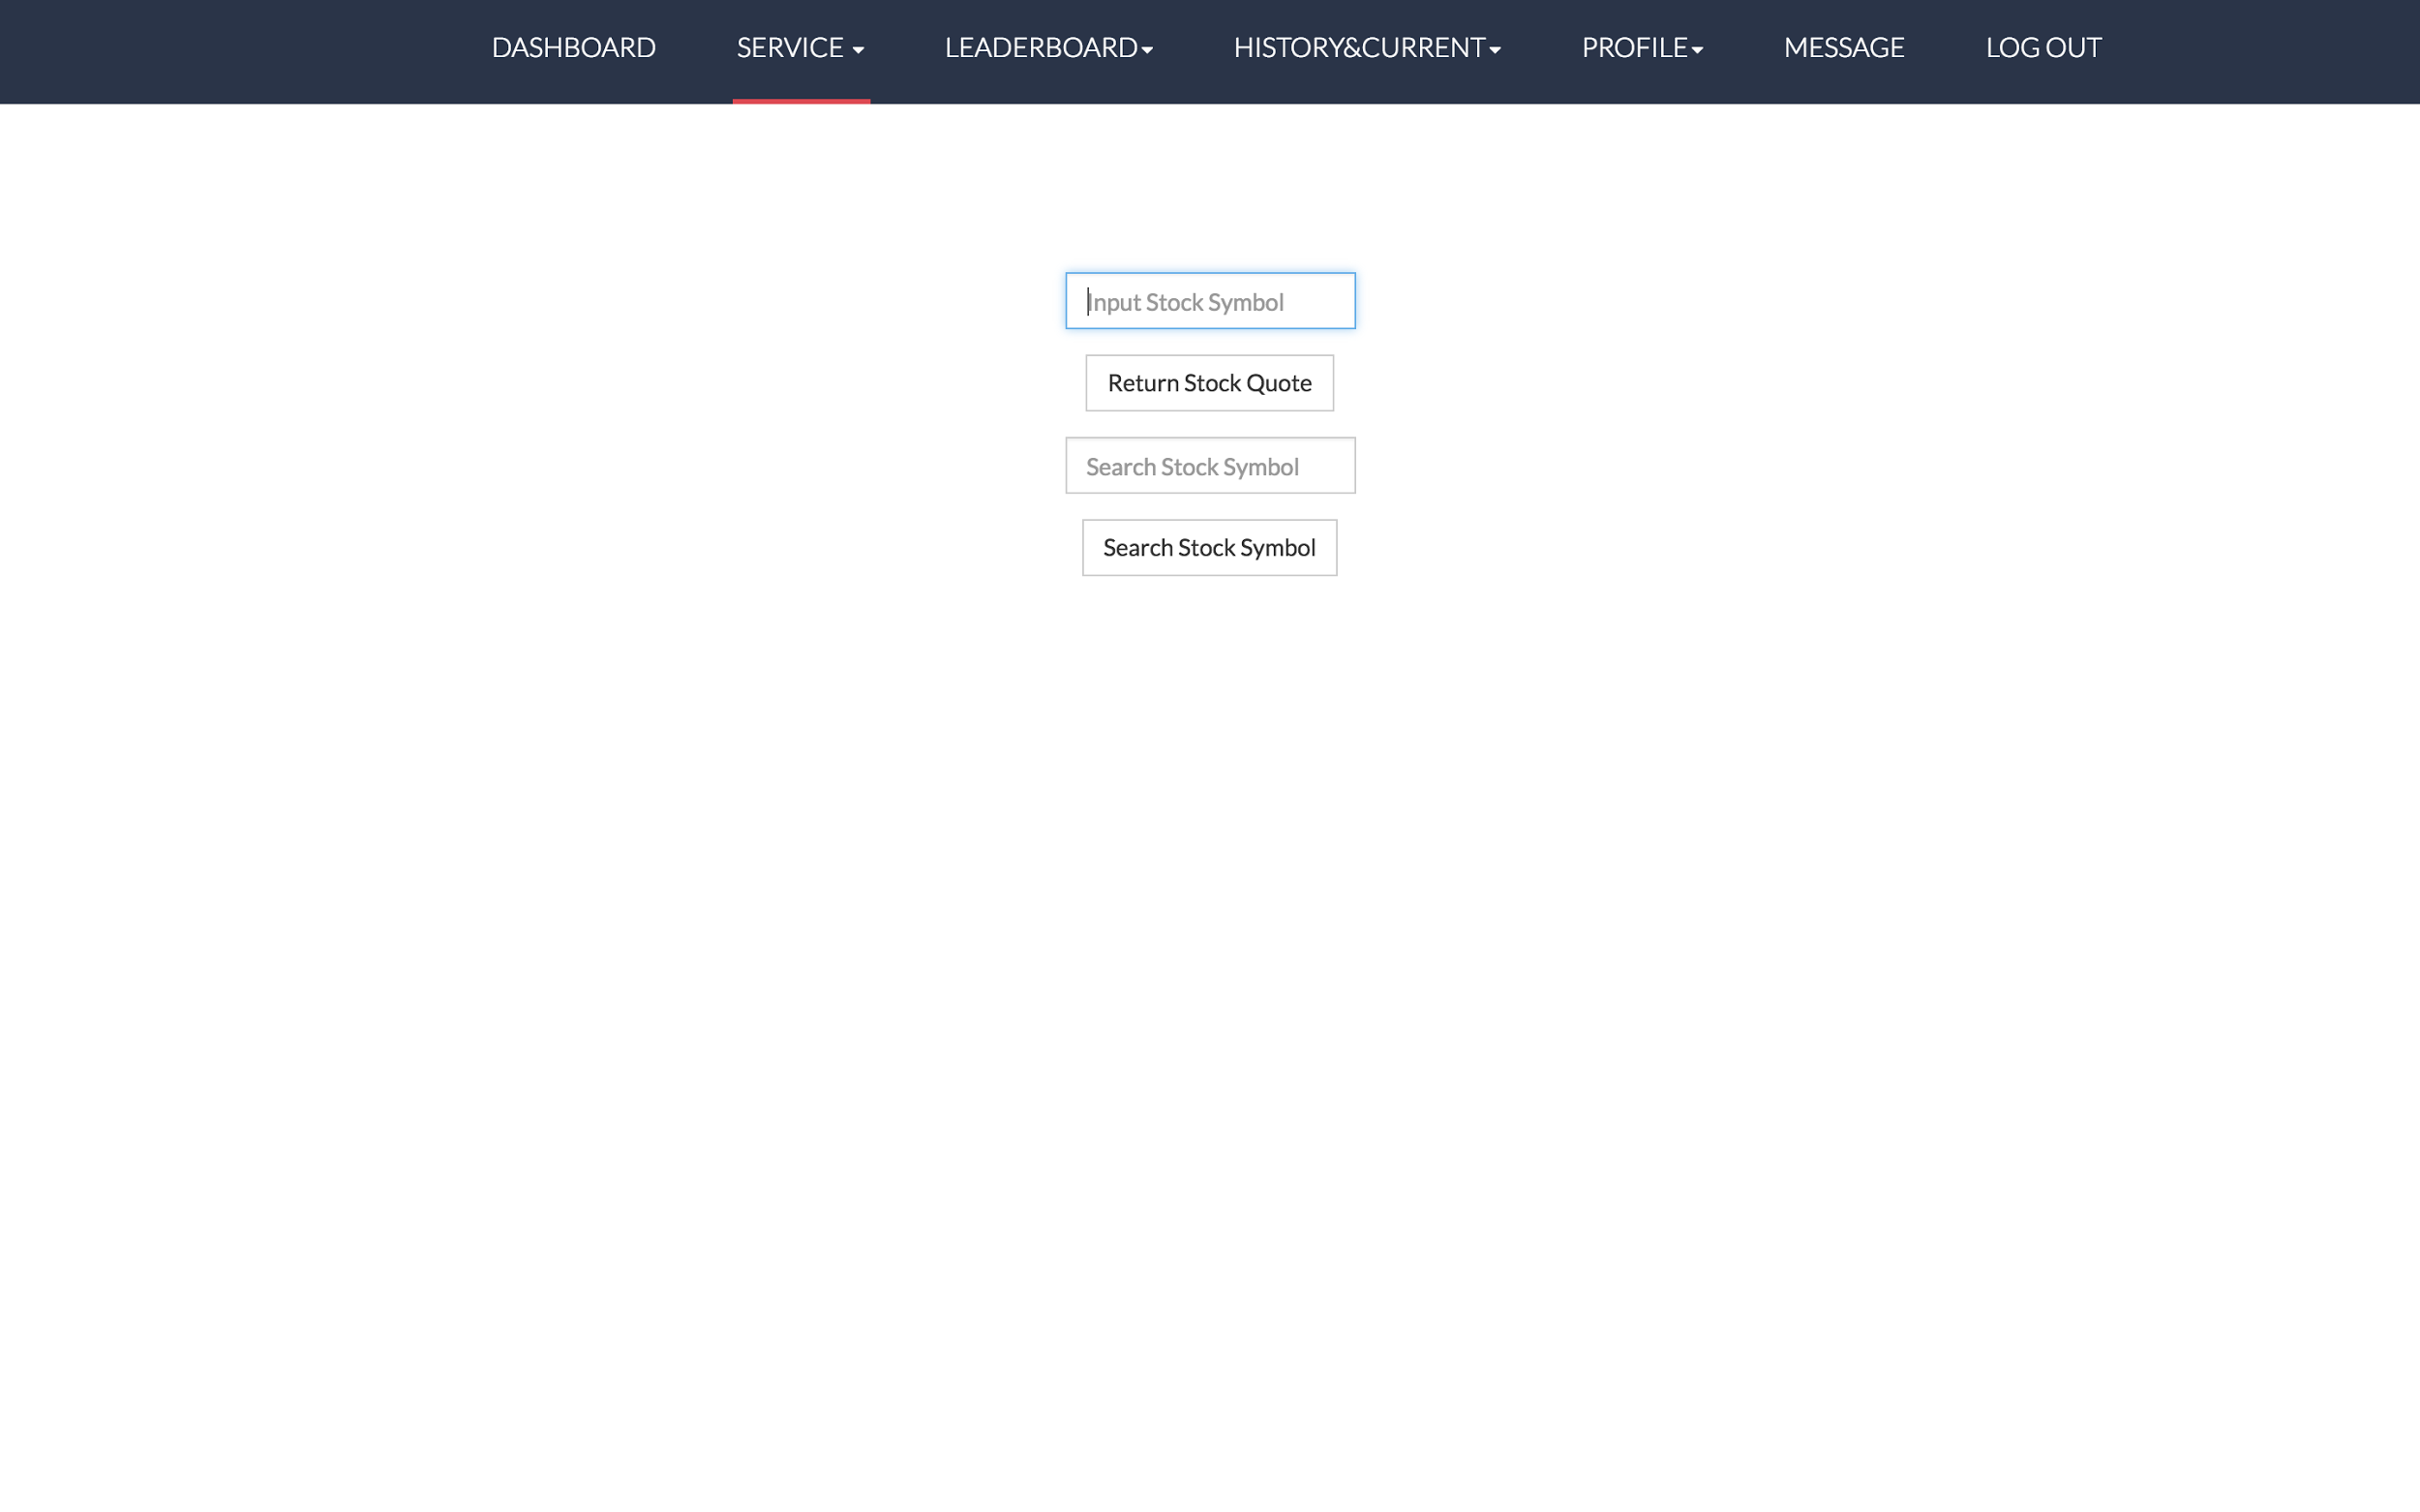 DASHBOARD SERVICE LEADERBOARD HISTORY&CURRENT PROFILE MESSAGE LOG OUT
Input Stock Symbol
Return Stock Quote
Search Stock Symbol
Search Stock Symbol